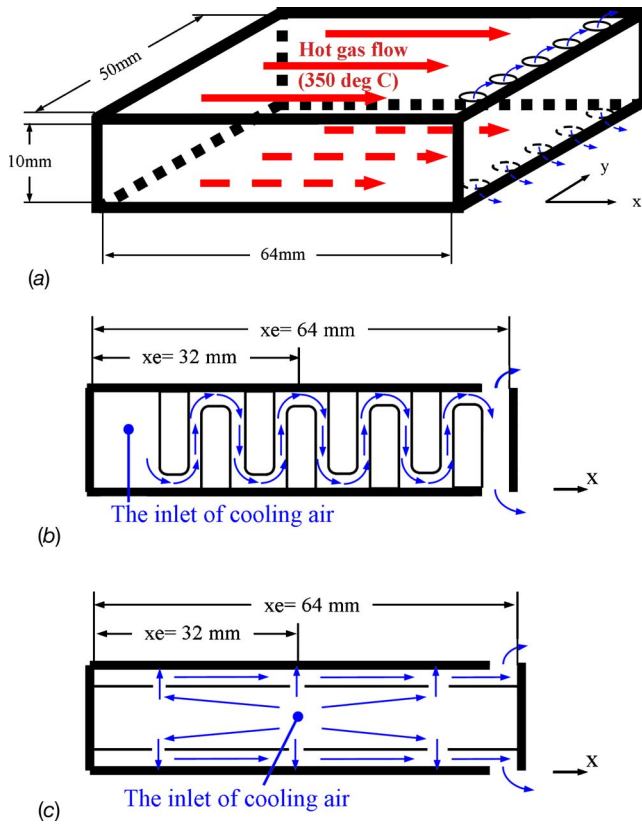 50mm
Hot gas flow
(350 deg C)
10mm
y
x
64mm
(a)
xe= 64 mm
xe= 32 mm
x
The inlet of cooling air
(b)
xe= 64 mm
xe= 32 mm
x
The inlet of cooling air
(c)